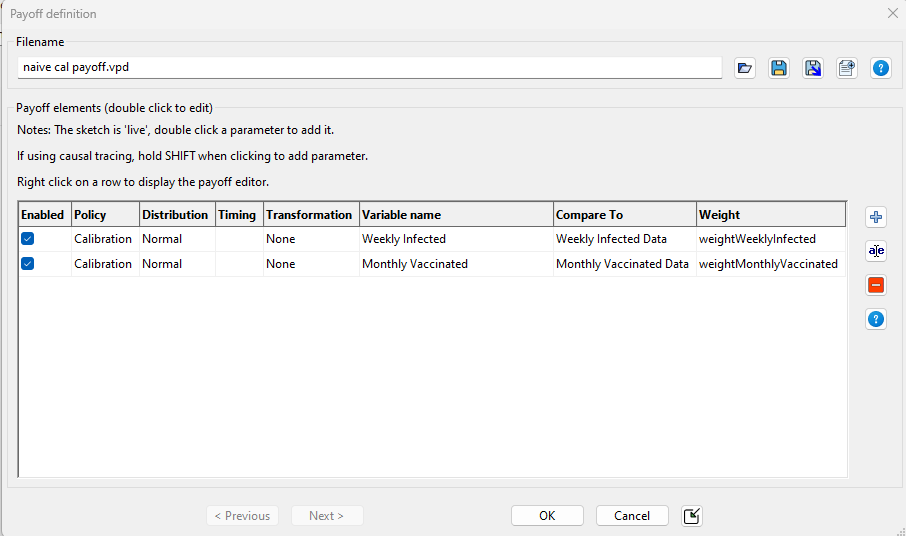 Payoff definition
Filename
naive cal payoff.vpd
Payoff elements (double click to edit)
Notes: The sketch is 'live', double click a parameter to add it.
If using causal tracing, hold SHIFT when clicking to add parameter.
Right click on a row to display the payoff editor.
Enabled Policy Distribution Timing Transformation Variable name Compare To Weight
Calibration Normal None Weekly Infected Weekly Infected Data weightWeeklyInfected
Calibration Normal None Monthly Vaccinated Monthly Vaccinated Data weightMonthlyVaccinated
< Previous Next > OK Cancel